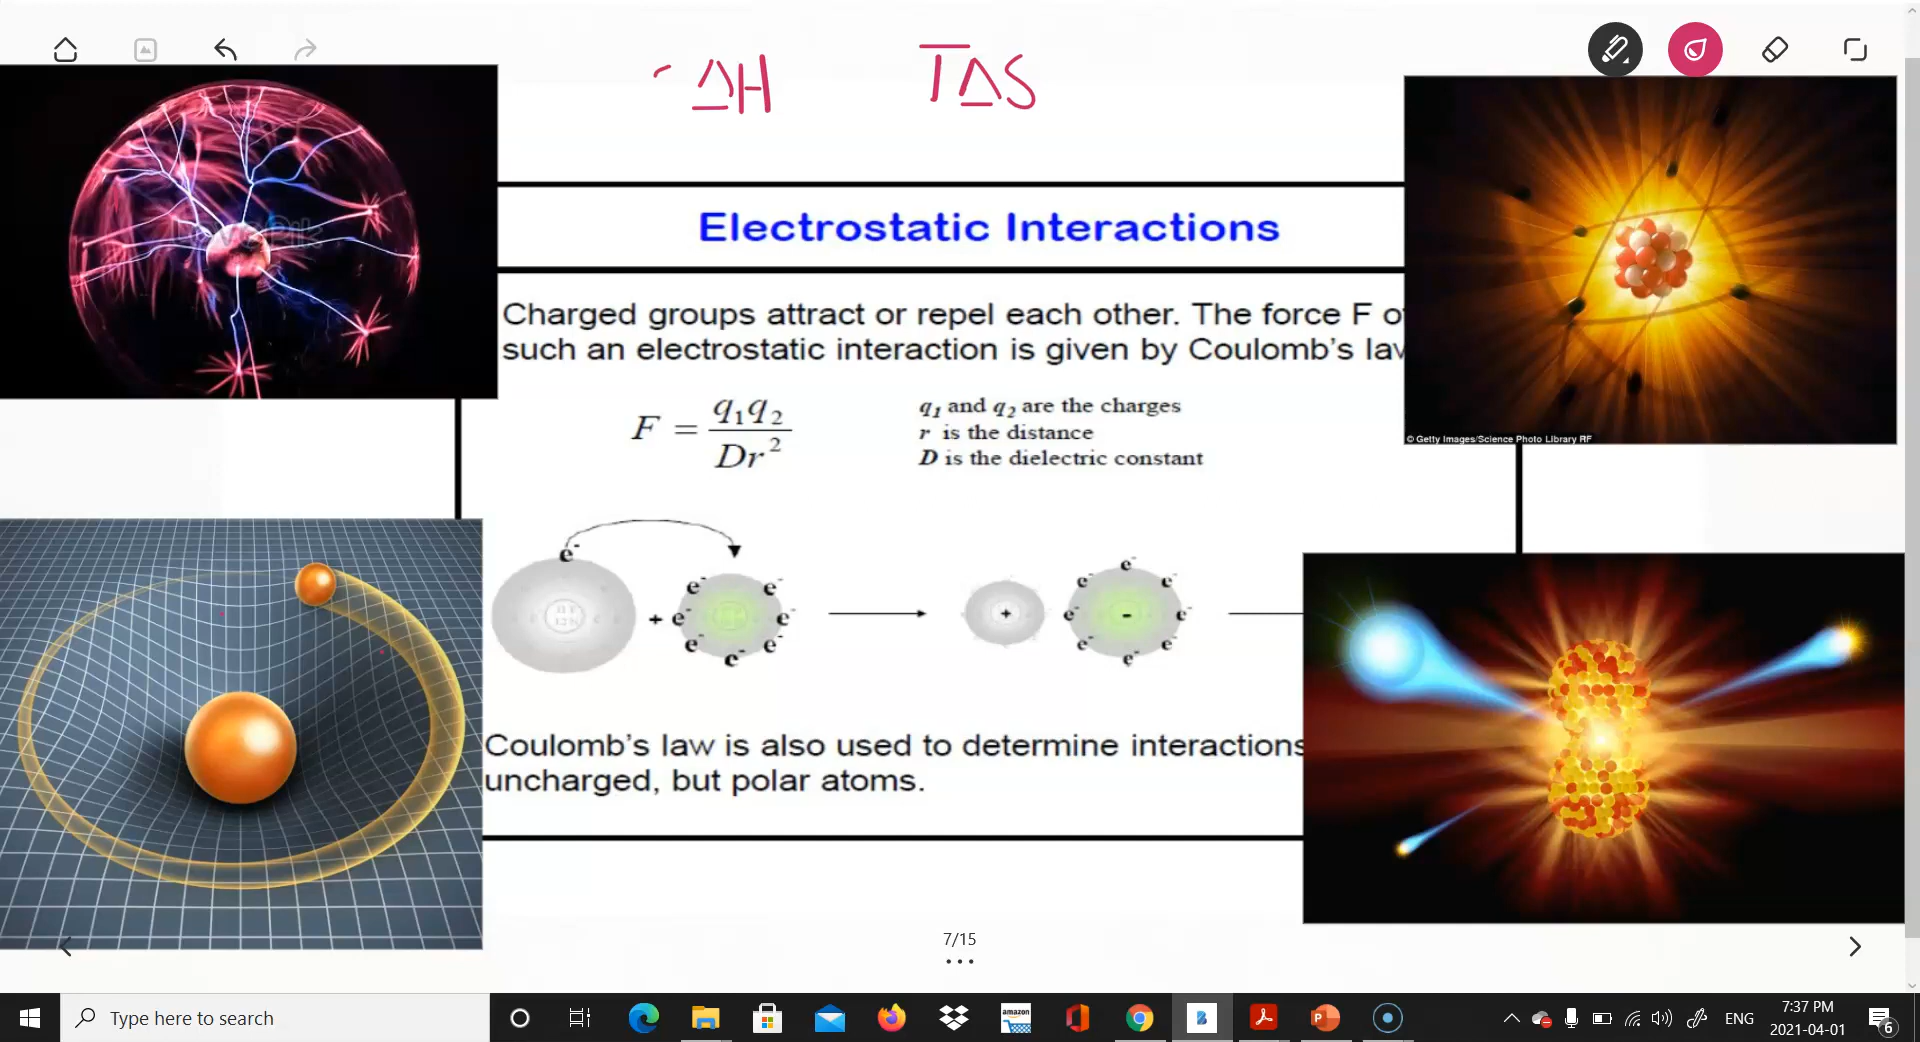 ΔH TΔS
Electrostatic Interactions
Charged groups attract or repel each other. The force F
such an electrostatic interaction is given by Coulomb's
F = q1q2 / Dr2
q1 and q2 are the charges
r is the distance
D is the dielectric constant
© Getty Images/Science Photo Library RF
e-
e- e-
+ e- e-
e- e-
e-
+
-
e-
e- e-
e- e-
e- e-
e-
Coulomb's law is also used to determine interactions
uncharged, but polar atoms.
7/15
Type here to search
amazon
ENG
7:37 PM
2021-04-01
6